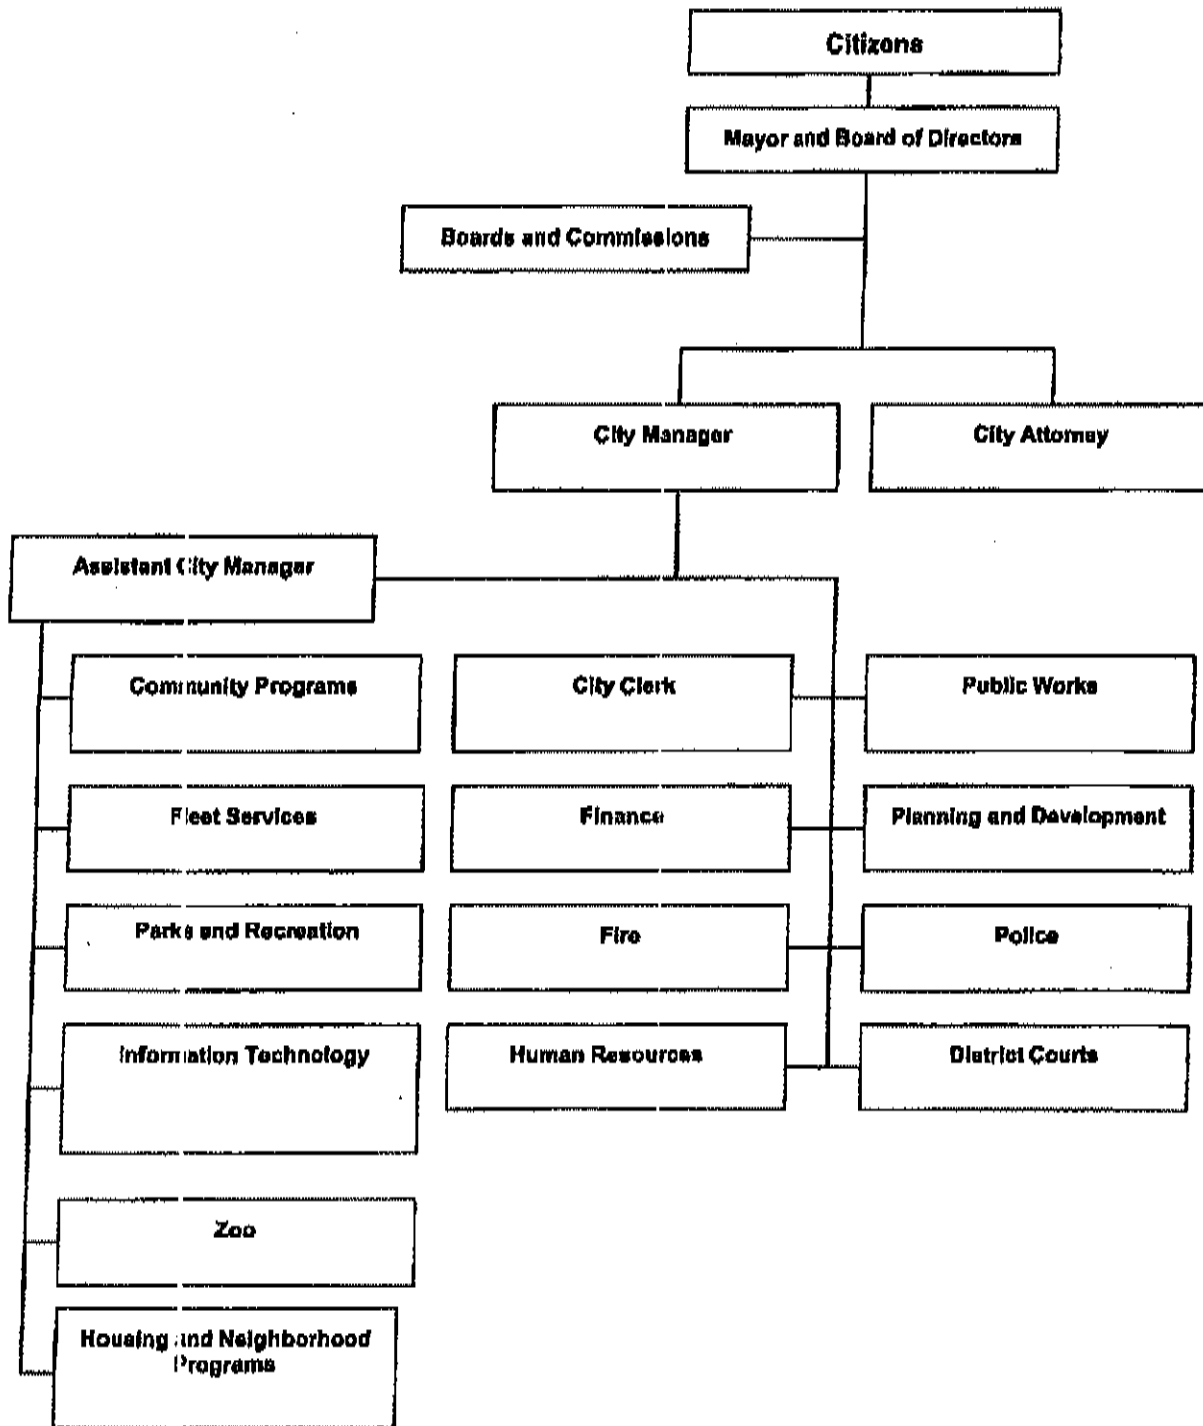 Citizens
Mayor and Board of Directors
Boards and Commissions
City Manager
City Attorney
Assistant City Manager
Community Programs
City Clerk
Public Works
Fleet Services
Finance
Planning and Development
Parks and Recreation
Fire
Police
Information Technology
Human Resources
District Courts
Zoo
Housing and Neighborhood
Programs